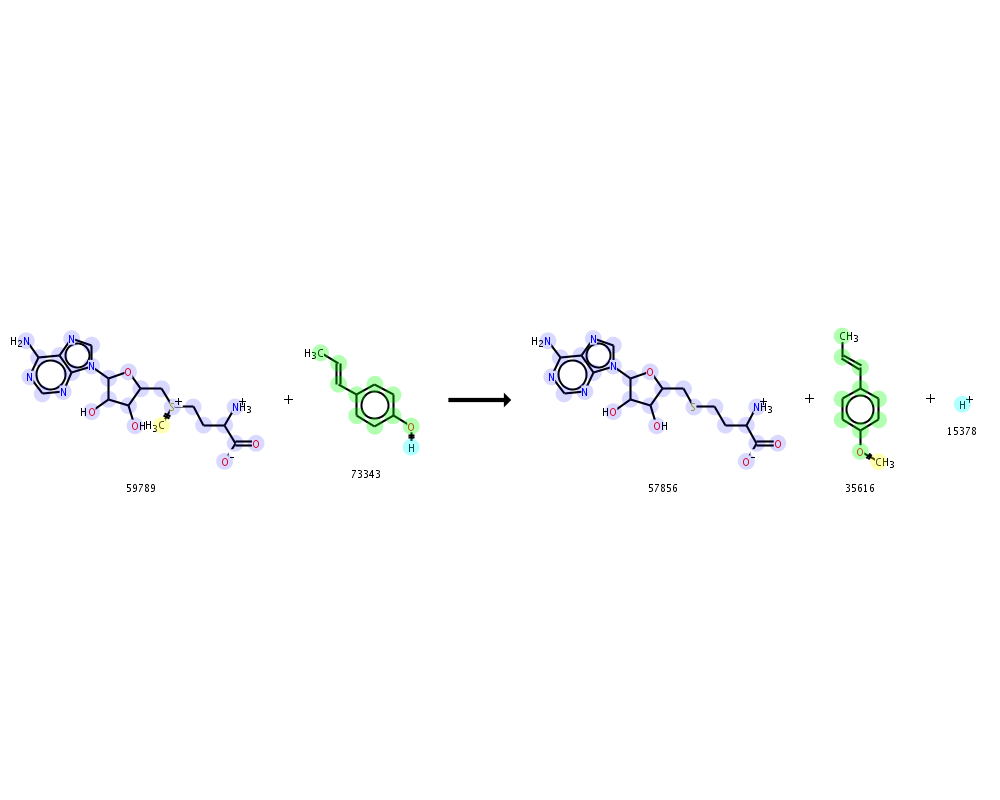 H₂N N N N N O HO OH H₃C S⁺ NH₃⁺ O O⁻
59789
+
H₃C O H
73343
H₂N N N N N O HO OH S NH₃⁺ O O⁻
57856
+
CH₃ O CH₃
35616
+
H⁺
15378